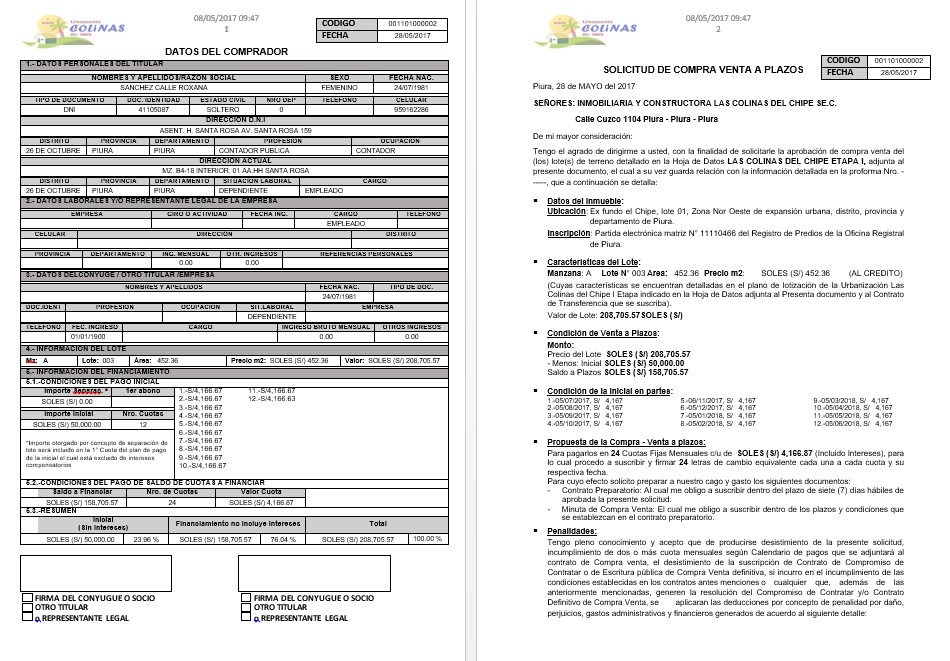 COLINAS
08/05/2017 09:47
1
CODIGO 001101000002
FECHA 28/05/2017
DATOS DEL COMPRADOR
1.- DATOS PERSONALES DEL TITULAR
NOMBRES Y APELLIDOS/RAZON SOCIAL SEXO FECHA NAC.
SANCHEZ CALLE ROXANA FEMENINO 24/07/1981
TIPO DE DOCUMENTO DOC. IDENTIDAD ESTADO CIVIL NRO DEP TELEFONO CELULAR
DNI 41105087 SOLTERO 0 959162286
DIRECCION D.N.I
ASENT. H. SANTA ROSA AV. SANTA ROSA 159
DISTRITO PROVINCIA DEPARTAMENTO PROFESION OCUPACION
26 DE OCTUBRE PIURA PIURA CONTADOR PUBLICA CONTADOR
DIRECCION ACTUAL
MZ. B4-18 INTERIOR. 01 AA.HH SANTA ROSA
DISTRITO PROVINCIA DEPARTAMENTO SITUACION LABORAL CARGO
26 DE OCTUBRE PIURA PIURA DEPENDIENTE EMPLEADO
2.- DATOS LABORALES Y/O REPRESENTANTE LEGAL DE LA EMPRESA
EMPRESA GIRO O ACTIVIDAD FECHA ING. CARGO TELEFONO
EMPLEADO
CELULAR DIRECCIÓN DISTRITO
PROVINCIA DEPARTAMENTO ING. MENSUAL OTR. INGRESOS REFERENCIAS PERSONALES
0.00 0.00
3.- DATOS DELCONYUGE / OTRO TITULAR /EMPRESA
NOMBRES Y APELLIDOS FECHA NAC. TIPO DE DOC.
24/07/1981
DOC.IDENT PROFESION OCUPACION SIT.LABORAL EMPRESA
DEPENDIENTE
TELEFONO FEC. INGRESO CARGO INGRESO BRUTO MENSUAL OTROS INGRESOS
01/01/1900 0.00 0.00
4.- INFORMACION DEL LOTE
Mz: A Lote: 003 Área: 452.36 Precio m2: SOLES (S/) 452.36 Valor: SOLES (S/) 208,705.57
5.- INFORMACION DEL FINANCIAMIENTO
5.1.-CONDICIONES DEL PAGO INICIAL
Importe Separac. * 1er abono
SOLES (S/) 0.00
Importe Inicial Nro. Cuotas
SOLES (S/) 50,000.00 12
*Importe otorgado por concepto de separación de
lote será incluido en la 1° Cuota del plan de pago
de la inicial el cual está excluido de intereses
compensatorios
1.-S/4,166.67 11.-S/4,166.67
2.-S/4,166.67 12.-S/4,166.63
3.-S/4,166.67
4.-S/4,166.67
5.-S/4,166.67
6.-S/4,166.67
7.-S/4,166.67
8.-S/4,166.67
9.-S/4,166.67
10.-S/4,166.67
5.2.-CONDICIONES DEL PAGO DE SALDO DE CUOTAS A FINANCIAR
Saldo a Financiar Nro. de Cuotas Valor Cuota
SOLES (S/) 158,705.57 24 SOLES (S/) 4,166.87
5.3.-RESUMEN
Inicial
(Sin Intereses) Financiamiento no Incluye Intereses Total
SOLES (S/) 50,000.00 23.96 % SOLES (S/) 158,705.57 76.04 % SOLES (S/) 208,705.57 100.00 %
FIRMA DEL CONYUGUE O SOCIO FIRMA DEL CONYUGUE O SOCIO
OTRO TITULAR OTRO TITULAR
O REPRESENTANTE LEGAL O REPRESENTANTE LEGAL
COLINAS
08/05/2017 09:47
2
CODIGO 001101000002
FECHA 28/05/2017
SOLICITUD DE COMPRA VENTA A PLAZOS
Piura, 28 de MAYO del 2017
SEÑORES: INMOBILIARIA Y CONSTRUCTORA LAS COLINAS DEL CHIPE SE.C.
Calle Cuzco 1104 Piura - Piura - Piura
De mi mayor consideración:
Tengo el agrado de dirigirme a usted, con la finalidad de solicitarle la aprobación de compra venta del
(los) lote(s) de terreno detallado en la Hoja de Datos LAS COLINAS DEL CHIPE ETAPA I, adjunta al
presente documento, el cual a su vez guarda relación con la información detallada en la proforma Nro. -
-----, que a continuación se detalla:
Datos del Inmueble:
Ubicación: Ex fundo el Chipe, lote 01, Zona Nor Oeste de expansión urbana, distrito, provincia y
departamento de Piura.
Inscripción: Partida electrónica matriz N° 11110466 del Registro de Predios de la Oficina Registral
de Piura.
Características del Lote:
Manzana: A Lote N° 003 Área: 452.36 Precio m2: SOLES (S/) 452.36 (AL CREDITO)
(Cuyas características se encuentran detalladas en el plano de lotización de la Urbanización Las
Colinas del Chipe I Etapa indicado en la Hoja de Datos adjunta al Presente documento y al Contrato
de Transferencia que se suscriba).
Valor de Lote: 208,705.57SOLES (S/)
Condición de Venta a Plazos:
Monto:
Precio del Lote SOLES (S/) 208,705.57
- Menos: Inicial SOLES (S/) 50,000.00
Saldo a Plazos SOLES (S/) 158,705.57
Condición de la Inicial en partes:
1.-05/07/2017, S/ 4,167 5.-06/11/2017, S/ 4,167 9.-05/03/2018, S/ 4,167
2.-05/08/2017, S/ 4,167 6.-05/12/2017, S/ 4,167 10.-05/04/2018, S/ 4,167
3.-05/09/2017, S/ 4,167 7.-05/01/2018, S/ 4,167 11.-05/05/2018, S/ 4,167
4.-05/10/2017, S/ 4,167 8.-05/02/2018, S/ 4,167 12.-05/06/2018, S/ 4,167
Propuesta de la Compra - Venta a plazos:
Para pagarlos en 24 Cuotas Fijas Mensuales c/u de SOLES (S/) 4,166.87 (Incluido Intereses), para
lo cual procedo a suscribir y firmar 24 letras de cambio equivalente cada una a cada cuota y su
respectiva fecha.
Para cuyo efecto solicito preparar a nuestro cago y gasto los siguientes documentos:
- Contrato Preparatorio: Al cual me obligo a suscribir dentro del plazo de siete (7) días hábiles de
aprobada la presente solicitud.
- Minuta de Compra Venta: El cual me obligo a suscribir dentro de los plazos y condiciones que
se establezcan en el contrato preparatorio.
Penalidades:
Tengo pleno conocimiento y acepto que de producirse desistimiento de la presente solicitud,
incumplimiento de dos o más cuota mensuales según Calendario de pagos que se adjuntará al
contrato de Compra venta, el desistimiento de la suscripción de Contrato de Compromiso de
Contratar o de Escritura pública de Compra Venta definitiva, si incurro en el incumplimiento de las
condiciones establecidas en los contratos antes menciones o cualquier que, además de las
anteriormente mencionadas, generen la resolución del Compromiso de Contratar y/o Contrato
Definitivo de Compra Venta, se aplicaran las deducciones por concepto de penalidad por daño,
perjuicios, gastos administrativos y financieros generados de acuerdo al siguiente detalle: